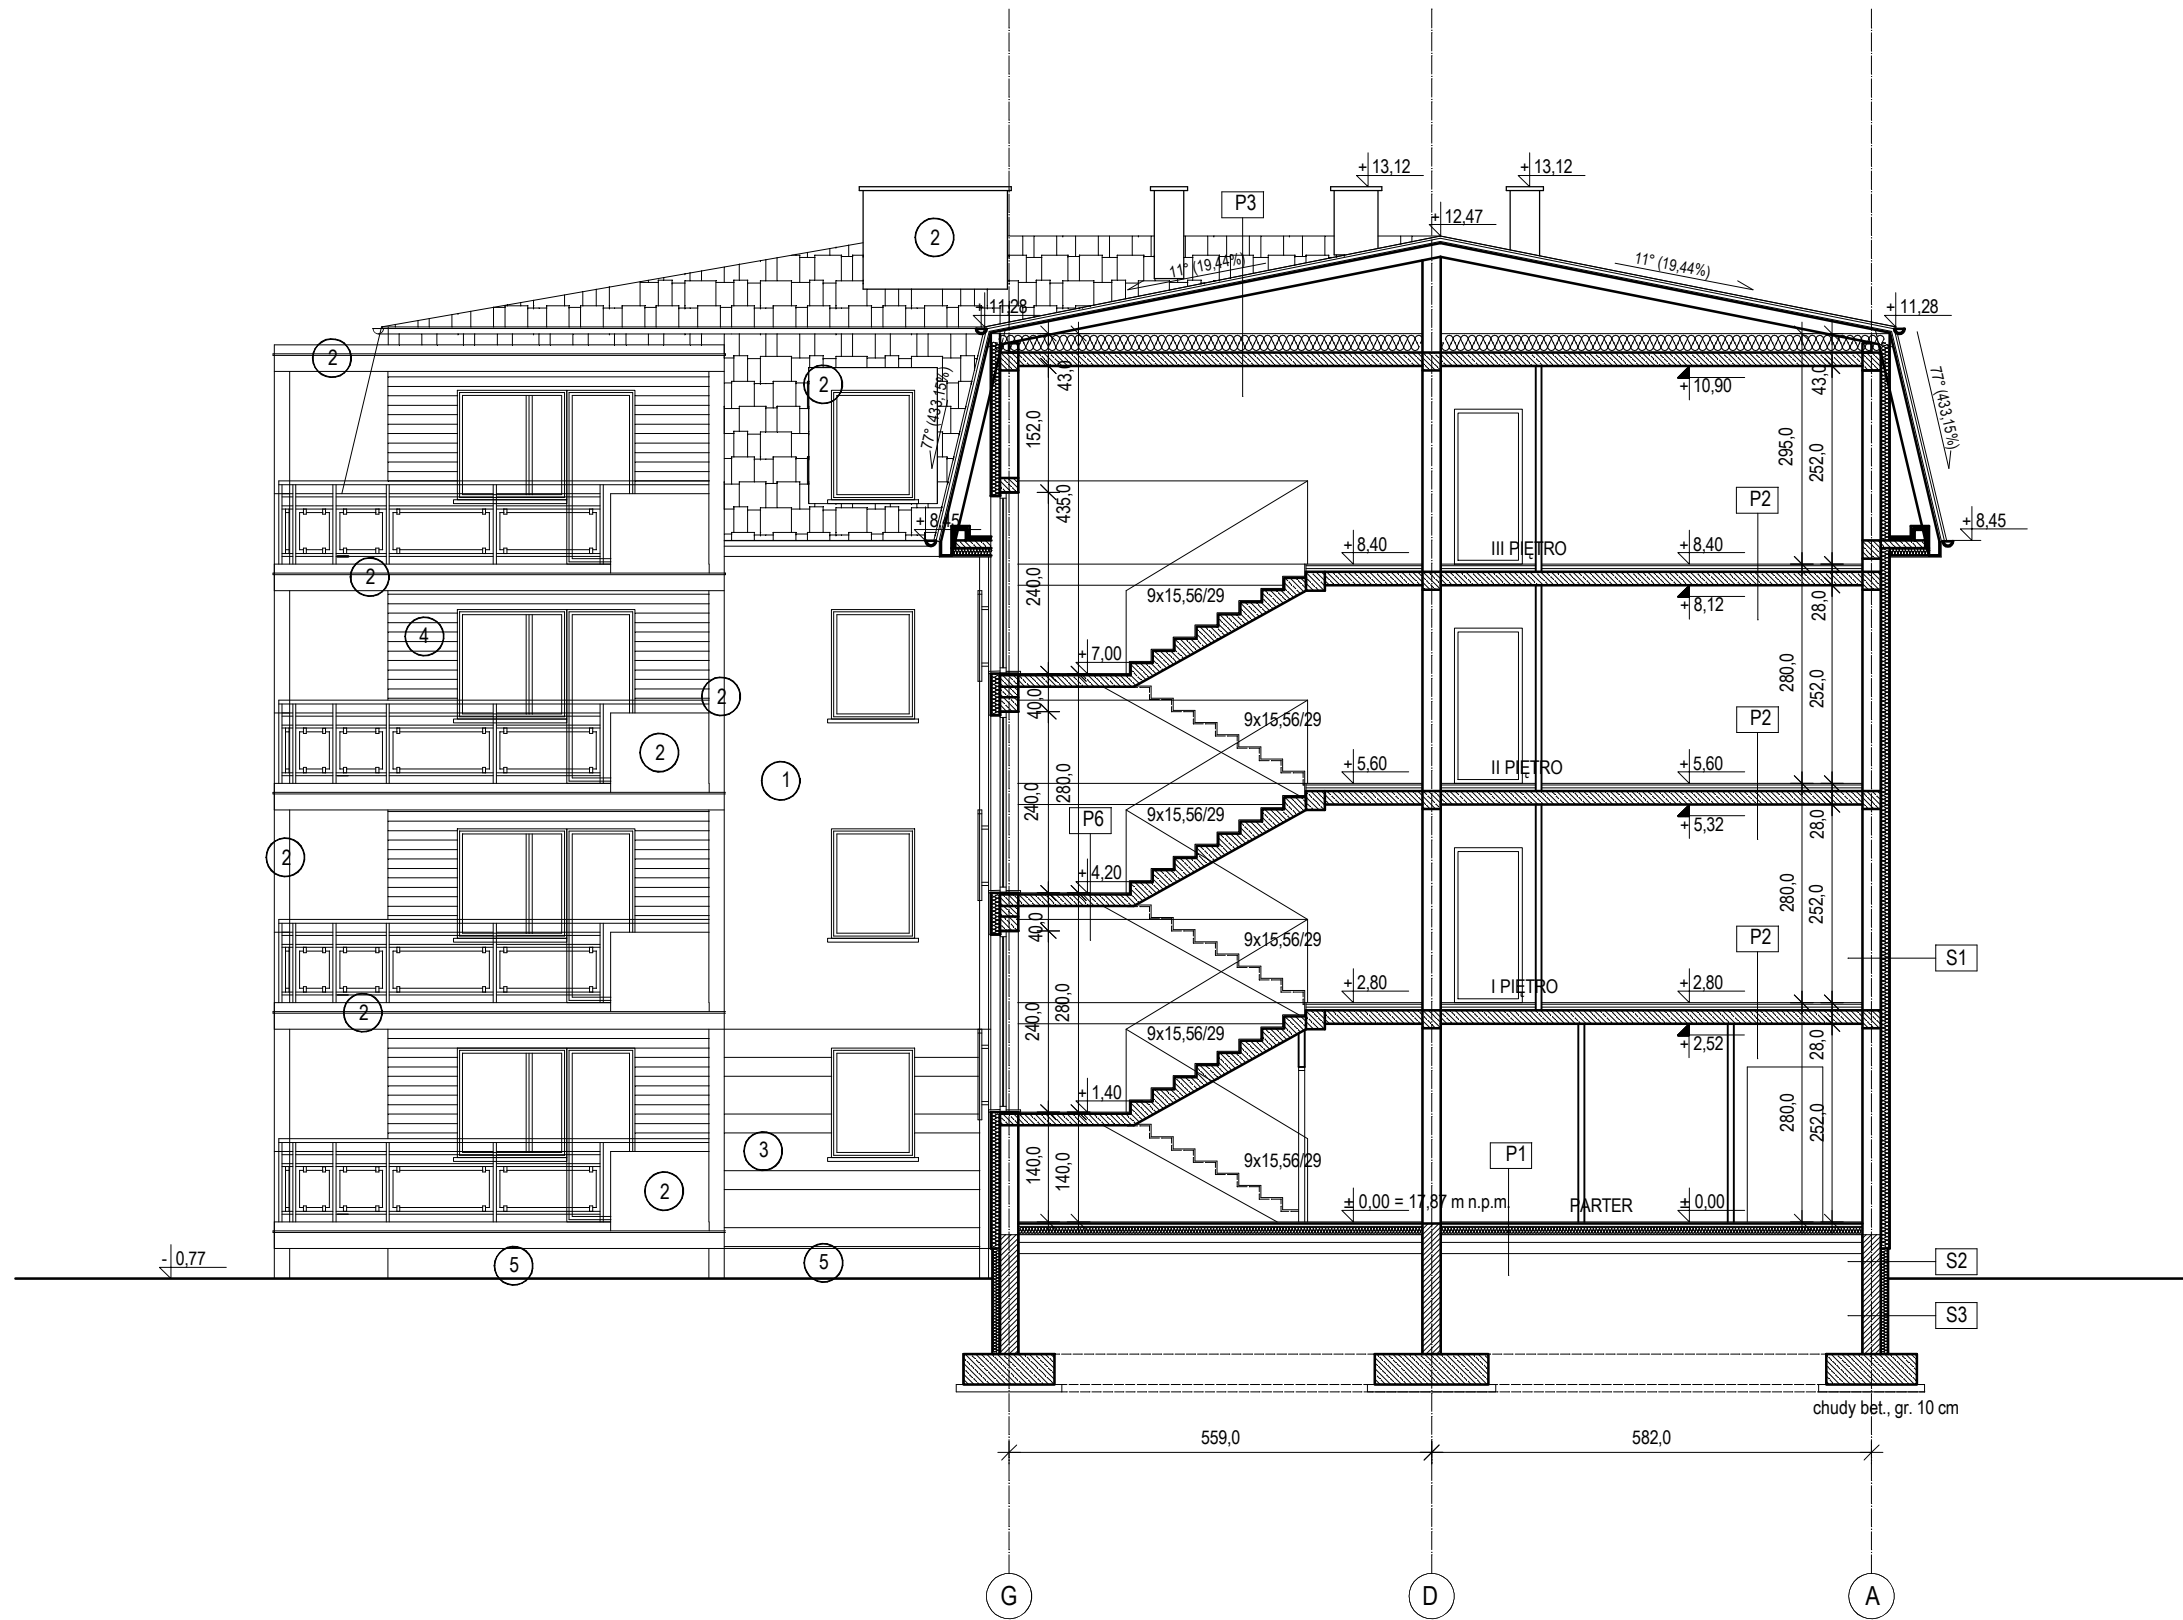 + 13,12
+ 13,12
P3
+ 12,47
2
11° (19,44%)
11° (19,44%)
+ 11,28
+ 11,28
2
2
77° (433,15%)
77° (433,15%)
43,0
43,0
+ 10,90
152,0
295,0
252,0
435,0
P2
+ 8,45
+ 8,45
+ 8,40
III PIĘTRO
+ 8,40
2
240,0
9x15,56/29
+ 8,12
28,0
4
+ 7,00
280,0
252,0
2
40,0
9x15,56/29
P2
2
1
+ 5,60
II PIĘTRO
+ 5,60
240,0
280,0
P6
9x15,56/29
+ 5,32
28,0
2
+ 4,20
280,0
252,0
40,0
9x15,56/29
P2
S1
+ 2,80
I PIĘTRO
+ 2,80
2
240,0
280,0
9x15,56/29
+ 2,52
28,0
+ 1,40
280,0
252,0
3
140,0
140,0
9x15,56/29
P1
2
± 0,00 = 17,87 m n.p.m.
PARTER
± 0,00
- 0,77
5
5
S2
S3
chudy bet., gr. 10 cm
559,0
582,0
G
D
A